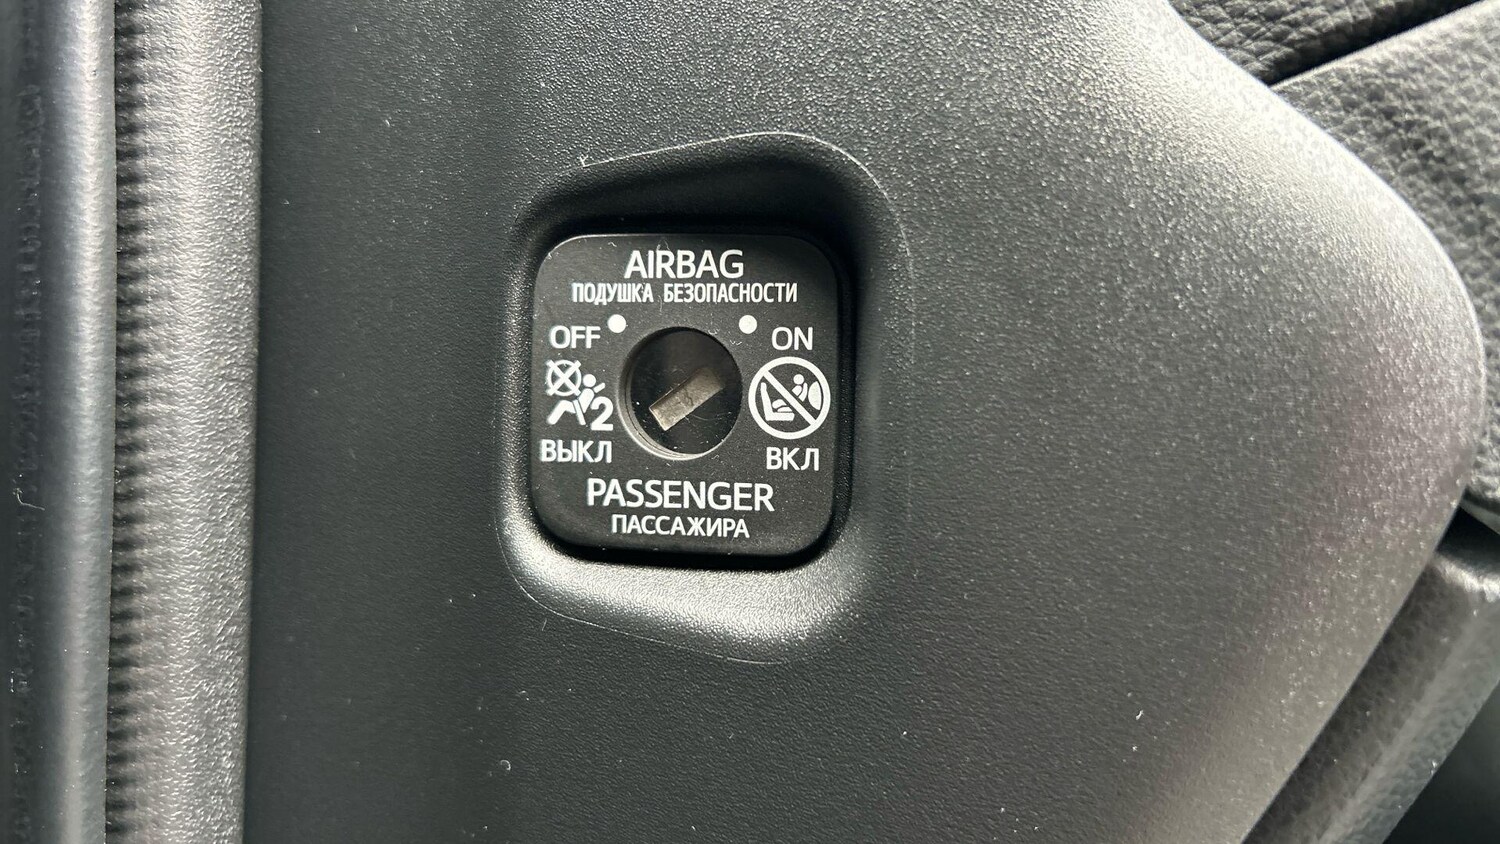 AIRBAG
ПОДУШКА БЕЗОПАСНОСТИ
OFF ON
2
ВЫКЛ ВКЛ
PASSENGER
ПАССАЖИРА